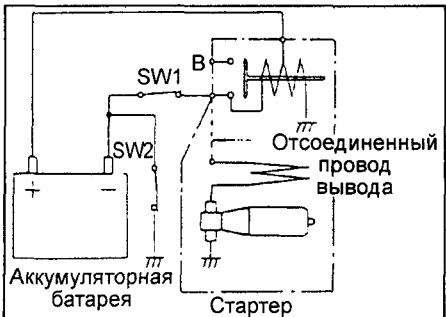 B
SW1
SW2
Отсоединенный
провод
вывода
Аккумуляторная
батарея
Стартер